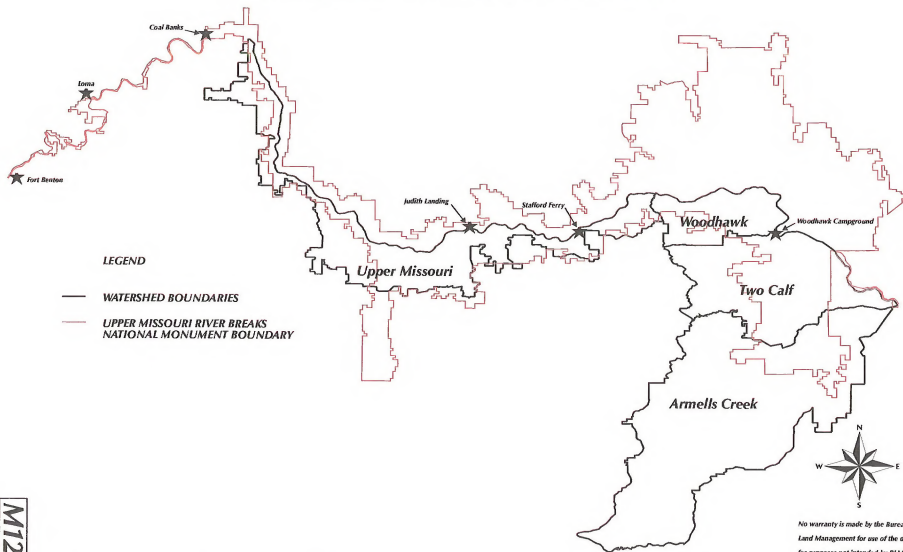 Coal Banks
Loma
Fort Benton
Judith Landing
Stafford Ferry
Woodhawk
Woodhawk Campground
Upper Missouri
Two Calf
Armells Creek
LEGEND
WATERSHED BOUNDARIES
UPPER MISSOURI RIVER BREAKS
NATIONAL MONUMENT BOUNDARY
N
W
E
S
No warranty is made by the Burea
Land Management for use of the d
M12